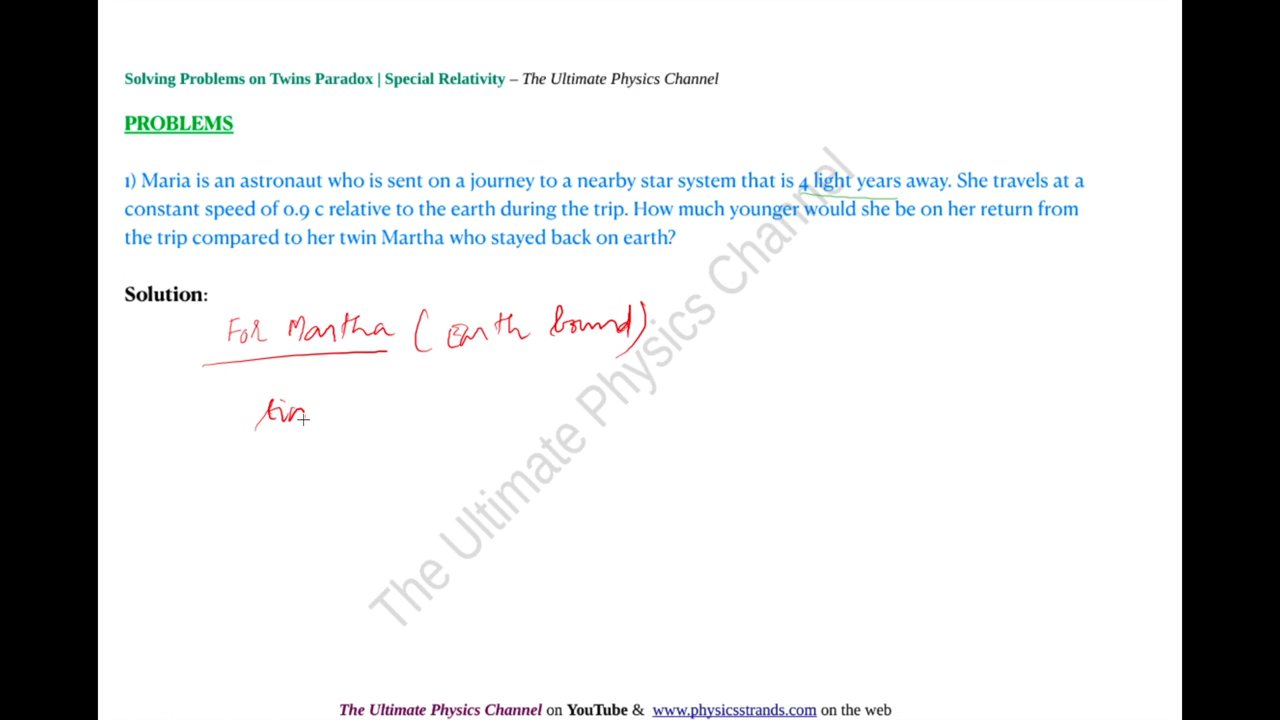 Solving Problems on Twins Paradox | Special Relativity – The Ultimate Physics Channel
PROBLEMS
1) Maria is an astronaut who is sent on a journey to a nearby star system that is 4 light years away. She travels at a
constant speed of 0.9 c relative to the earth during the trip. How much younger would she be on her return from
the trip compared to her twin Martha who stayed back on earth?
Solution:
For Martha (Earth bound)
The Ultimate Physics Channel
The Ultimate Physics Channel on YouTube & www.physicsstrands.com on the web